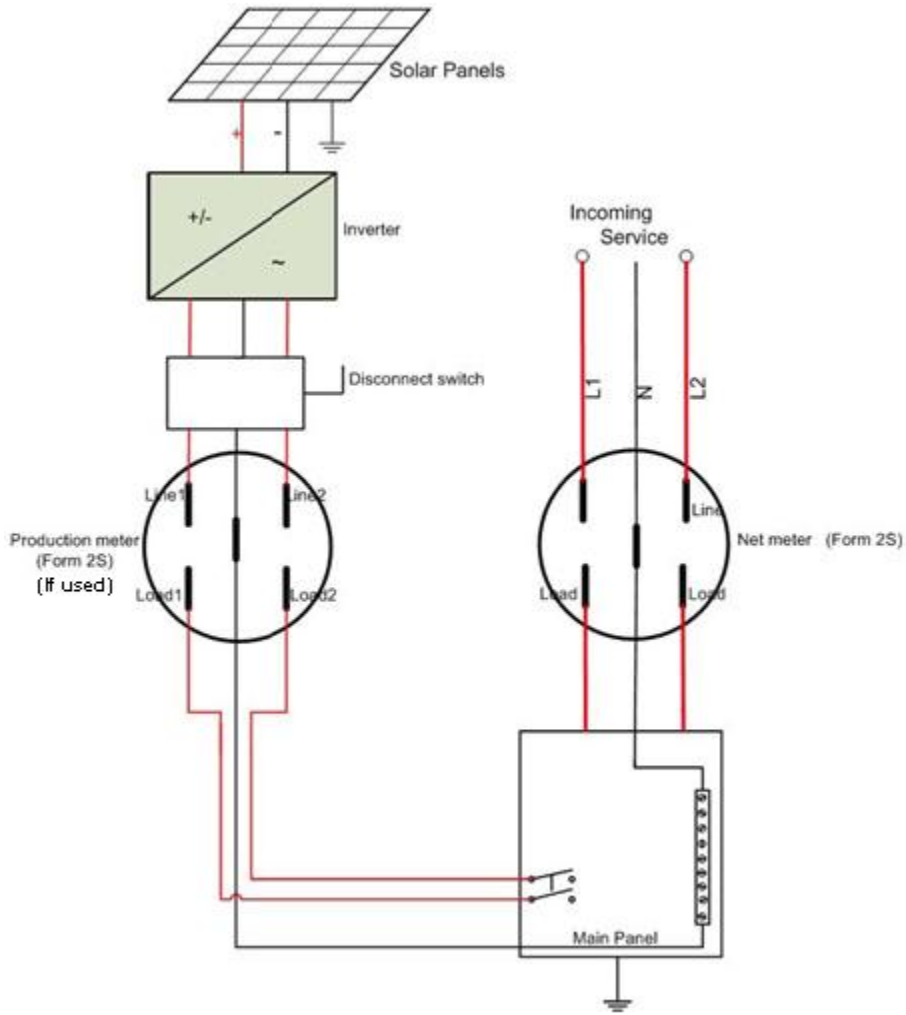 Solar Panels
+
-
+/-
~
Inverter
Incoming
Service
L1
N
L2
Disconnect switch
Line1
Line2
Production meter
(Form 2S)
(If used)
Load1
Load2
Line
Net meter (Form 2S)
Load
Load
Main Panel